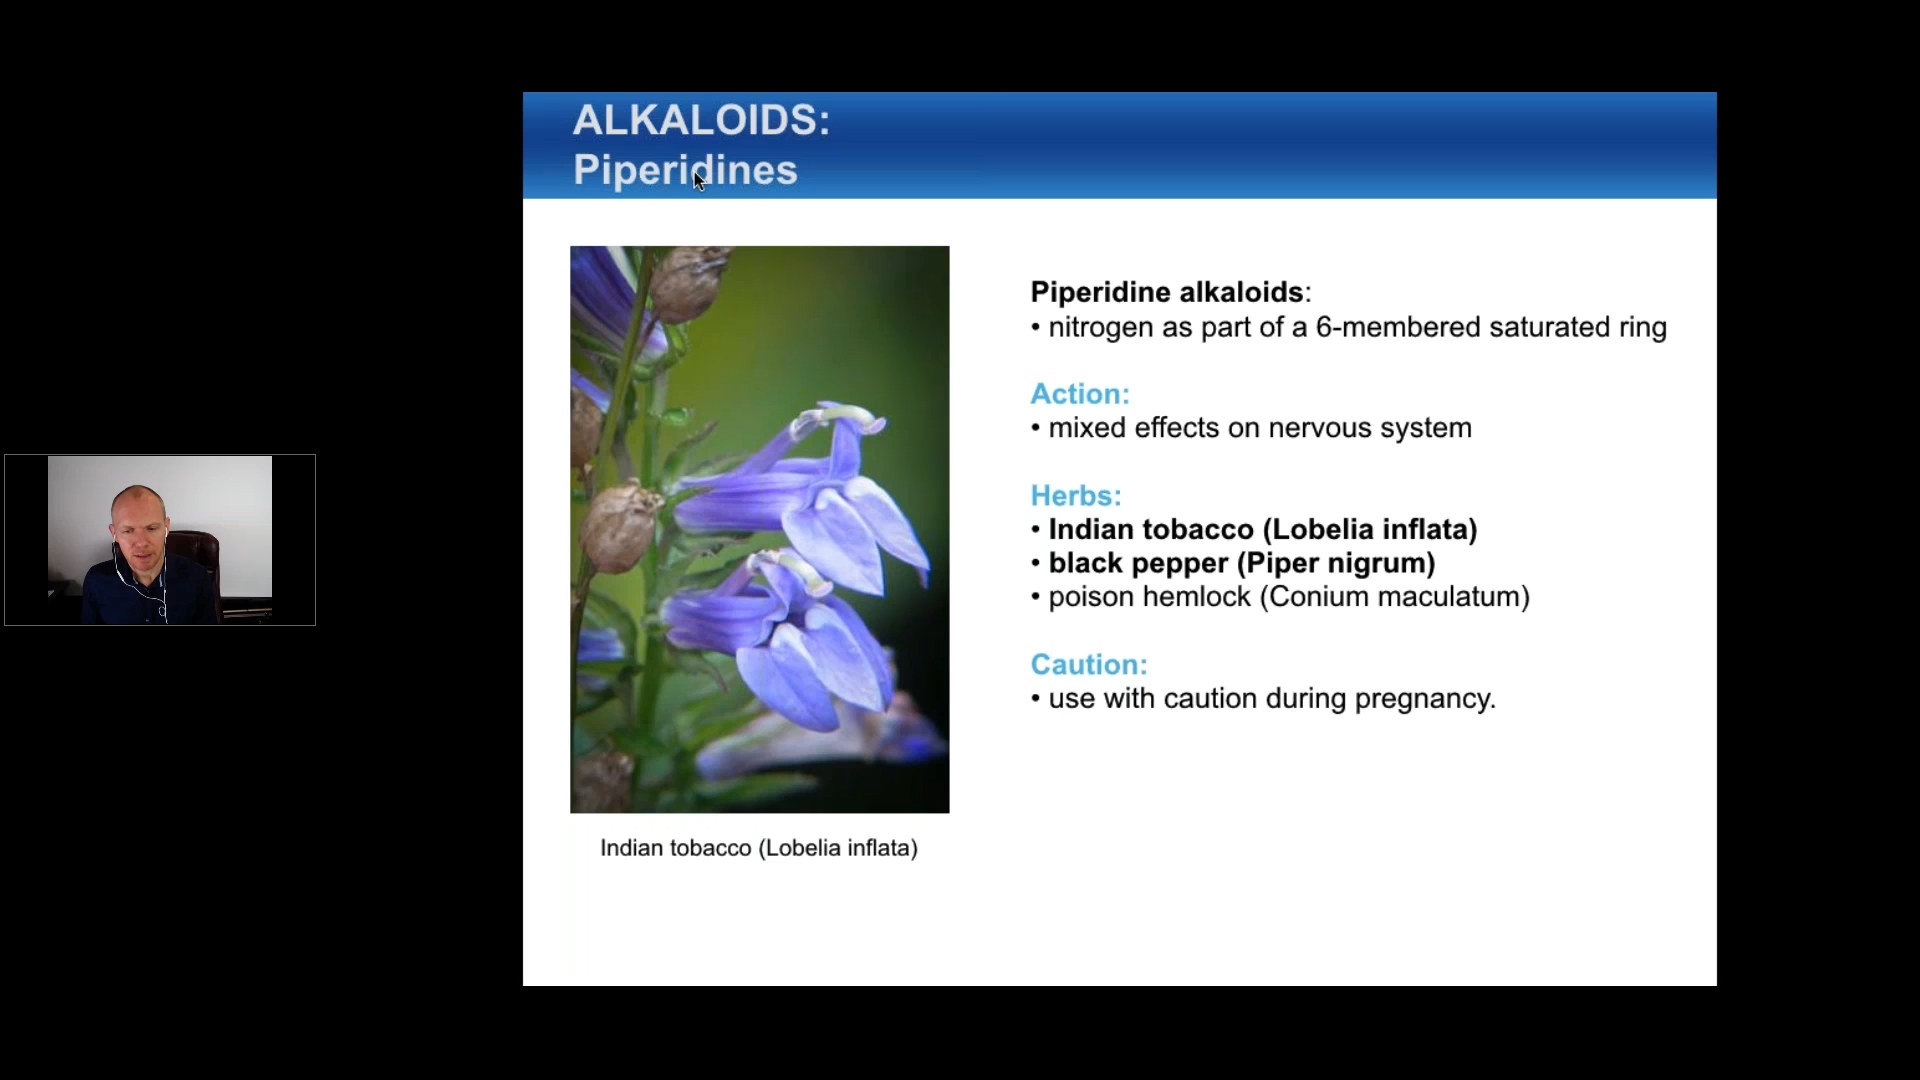 ALKALOIDS:
Piperidines
Piperidine alkaloids:
• nitrogen as part of a 6-membered saturated ring
Action:
• mixed effects on nervous system
Herbs:
• Indian tobacco (Lobelia inflata)
• black pepper (Piper nigrum)
• poison hemlock (Conium maculatum)
Caution:
• use with caution during pregnancy.
Indian tobacco (Lobelia inflata)